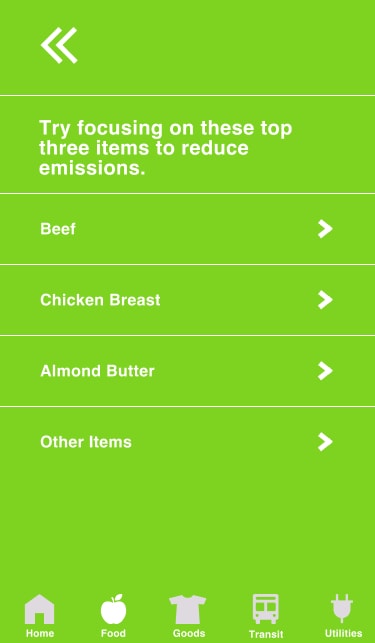 Try focusing on these top
three items to reduce
emissions.
Beef
Chicken Breast
Almond Butter
Other Items
Home Food Goods Transit Utilities